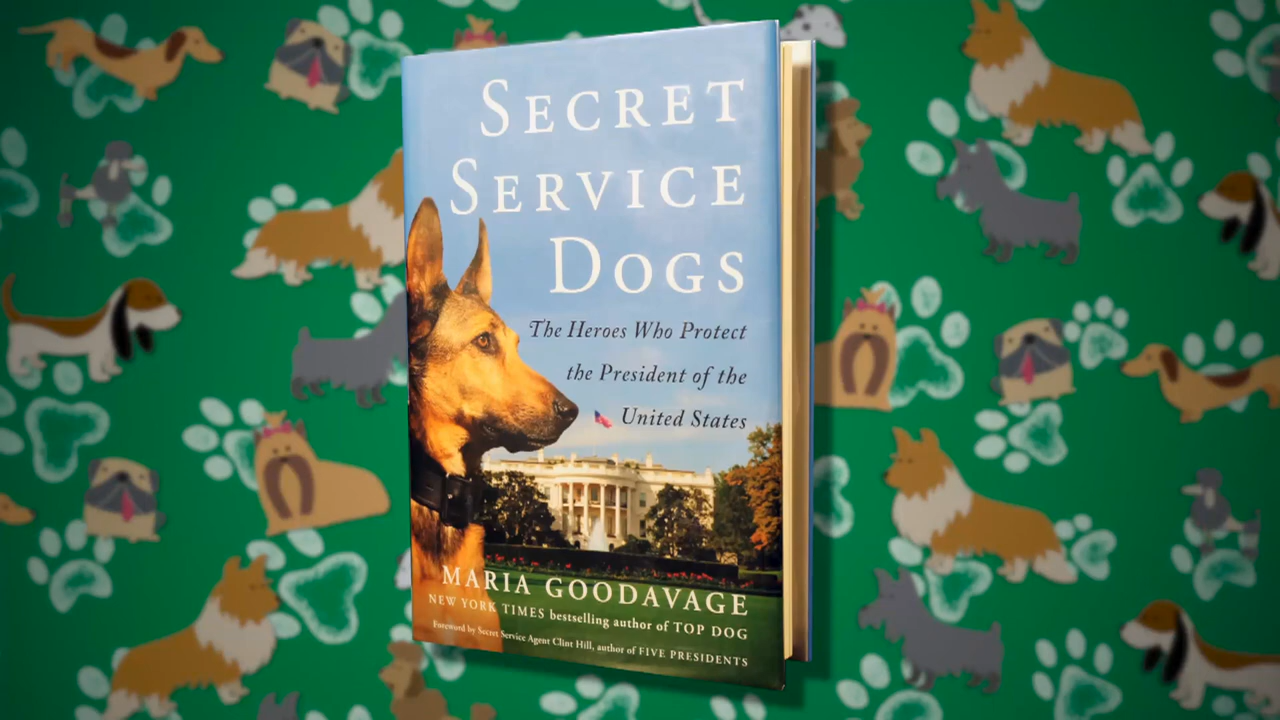 SECRET
SERVICE
DOGS
The Heroes Who Protect
the President of the
United States
MARIA GOODAVAGE
NEW YORK TIMES bestselling author of TOP DOG
Foreword by Secret Service Agent Clint Hill, author of FIVE PRESIDENTS